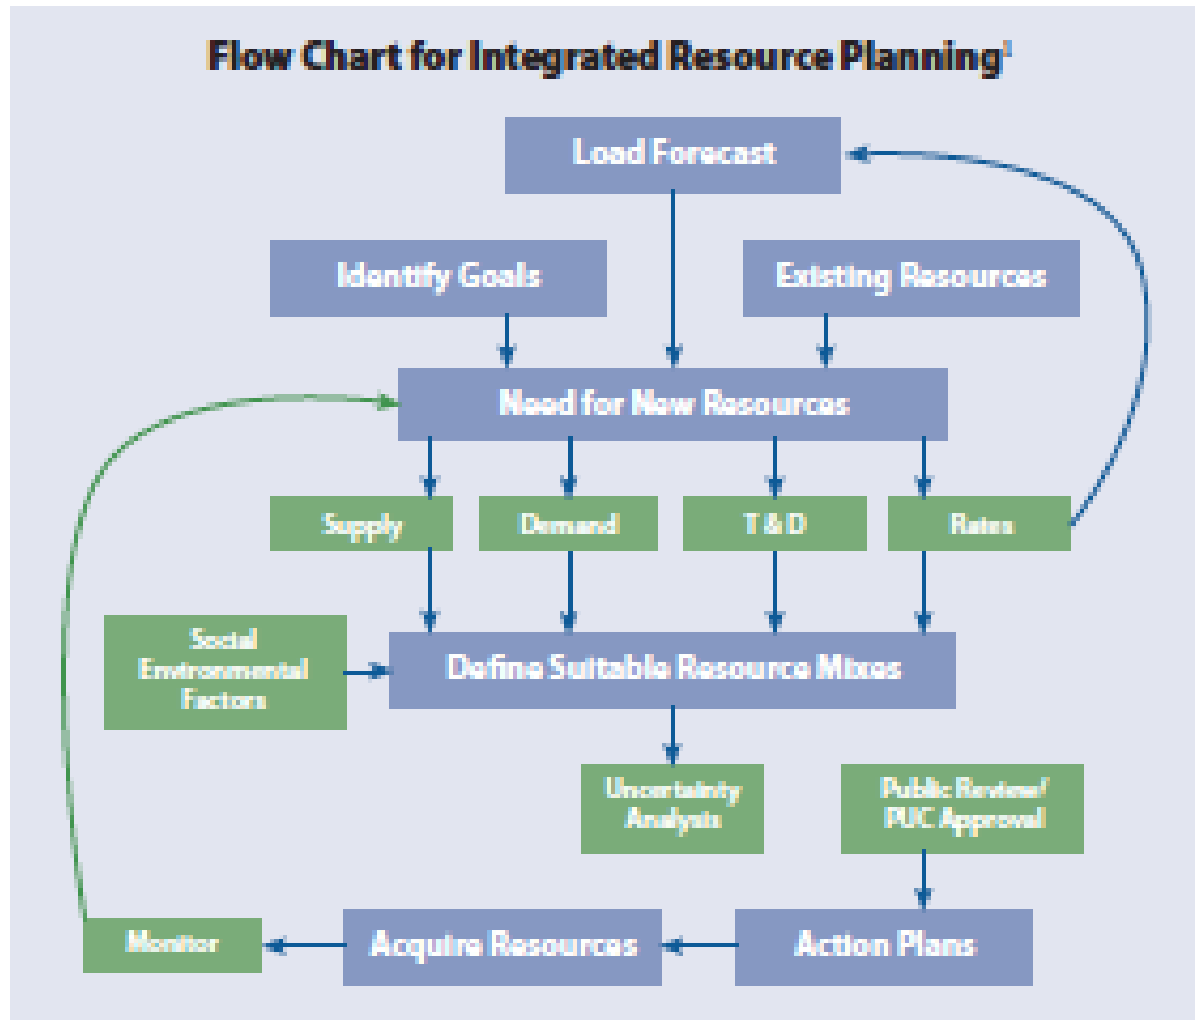 Flow Chart for Integrated Resource Planning¹
Load Forecast
Identify Goals
Existing Resources
Need for New Resources
Supply
Demand
T & D
Rates
Social
Environmental
Factors
Define Suitable Resource Mixes
Uncertainty
Analysis
Public Review/
PUC Approval
Monitor
Acquire Resources
Action Plans